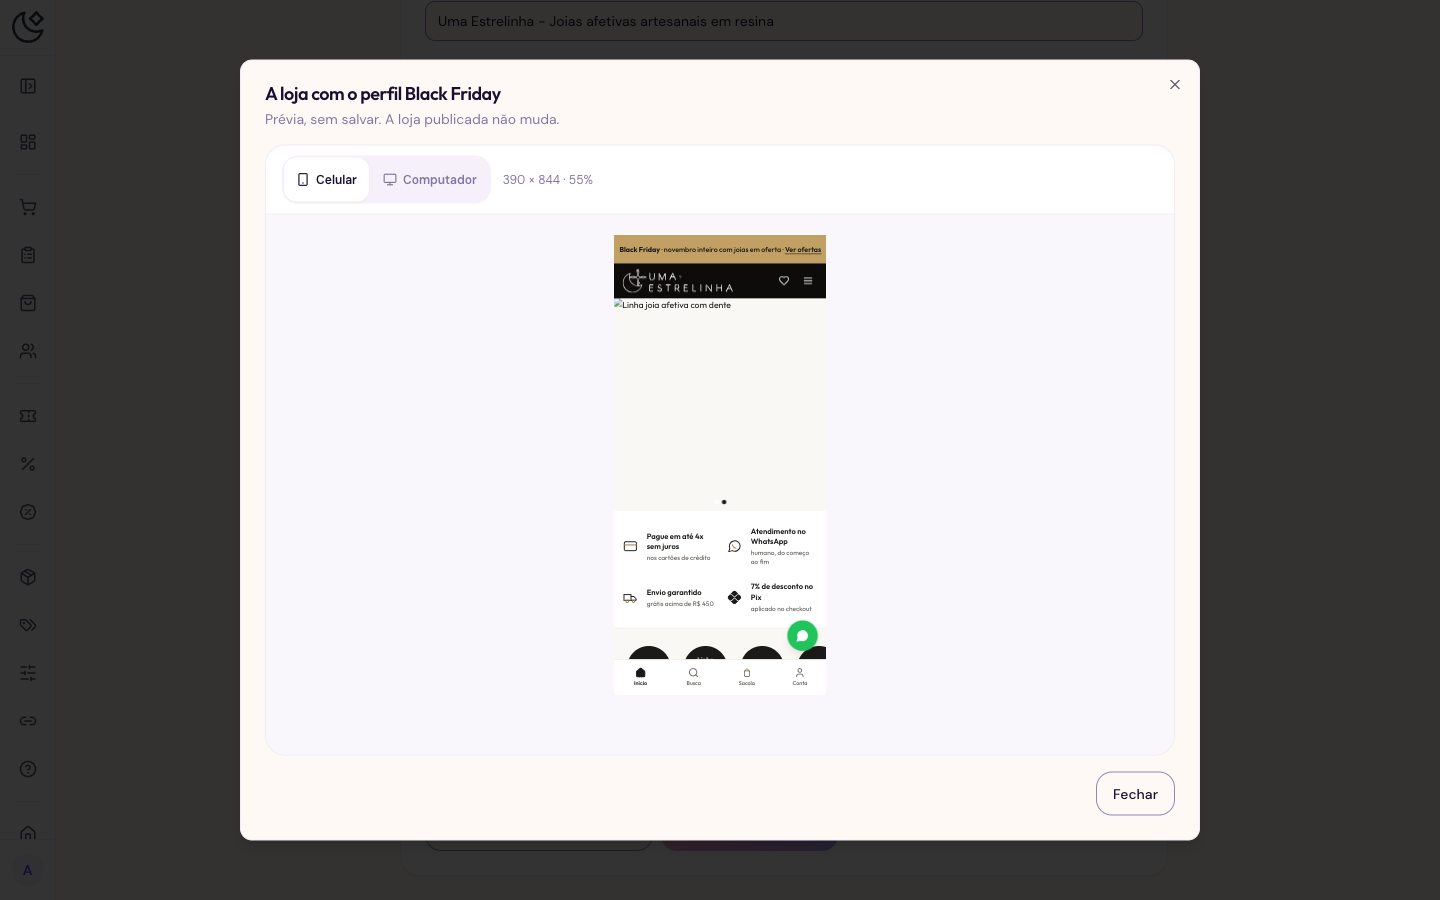 Uma Estrelinha - Joias afetivas artesanais em resina
A loja com o perfil Black Friday
Prévia, sem salvar. A loja publicada não muda.
Celular
Computador
390 × 844 · 55%
Black Friday · novembro inteiro com joias em oferta · Ver ofertas
UMA
ESTRELINHA
Linha joia afetiva com dente
Pague em até 4x
sem juros
nos cartões de crédito
Atendimento no
WhatsApp
humano, do começo
ao fim
Envio garantido
grátis acima de R$ 450
7% de desconto no
Pix
aplicado no checkout
Início
Busca
Sacola
Conta
Fechar
A